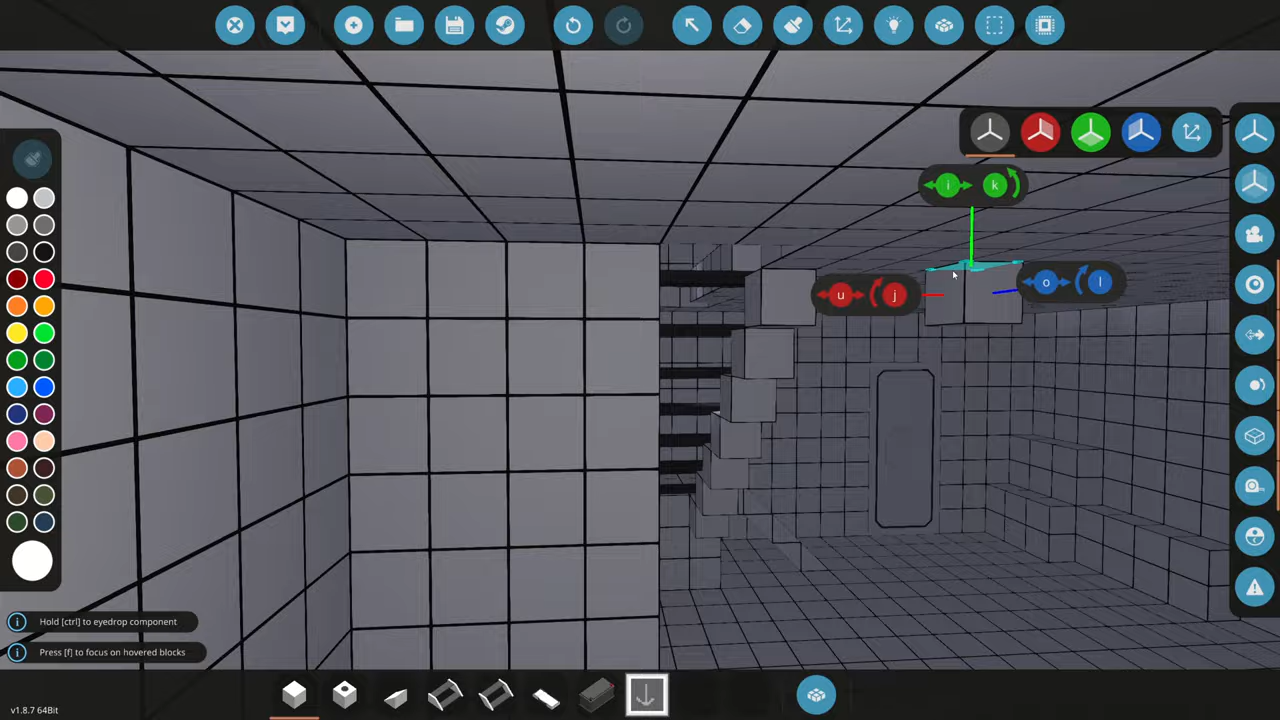 i k
u j
o l
Hold [ctrl] to eyedrop component
Press [f] to focus on hovered blocks
v1.8.7 64Bit